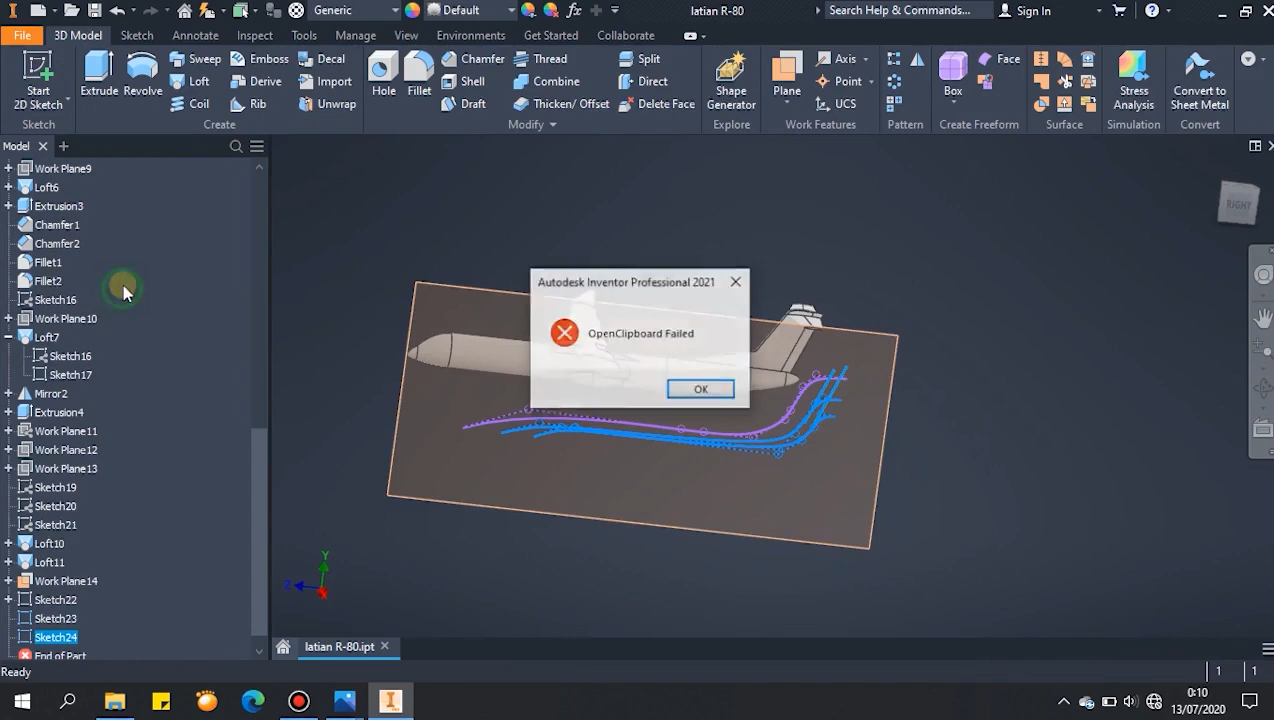 Generic
Default
latian R-80
Search Help & Commands...
Sign In
File
3D Model
Sketch
Annotate
Inspect
Tools
Manage
View
Environments
Get Started
Collaborate
Start
2D Sketch
Extrude
Revolve
Sweep
Loft
Coil
Emboss
Derive
Rib
Decal
Import
Unwrap
Hole
Fillet
Chamfer
Shell
Draft
Thread
Combine
Thicken/ Offset
Split
Direct
Delete Face
Shape
Generator
Plane
Axis
Point
UCS
Box
Face
Stress
Analysis
Convert to
Sheet Metal
Sketch
Create
Modify
Explore
Work Features
Pattern
Create Freeform
Surface
Simulation
Convert
Model
Work Plane9
Loft6
Extrusion3
Chamfer1
Chamfer2
Fillet1
Fillet2
Sketch16
Work Plane10
Loft7
Sketch16
Sketch17
Mirror2
Extrusion4
Work Plane11
Work Plane12
Work Plane13
Sketch19
Sketch20
Sketch21
Loft10
Loft11
Work Plane14
Sketch22
Sketch23
Sketch24
End of Part
RIGHT
Autodesk Inventor Professional 2021
OpenClipboard Failed
OK
Y
Z
latian R-80.ipt
Ready
1
1
0:10
13/07/2020